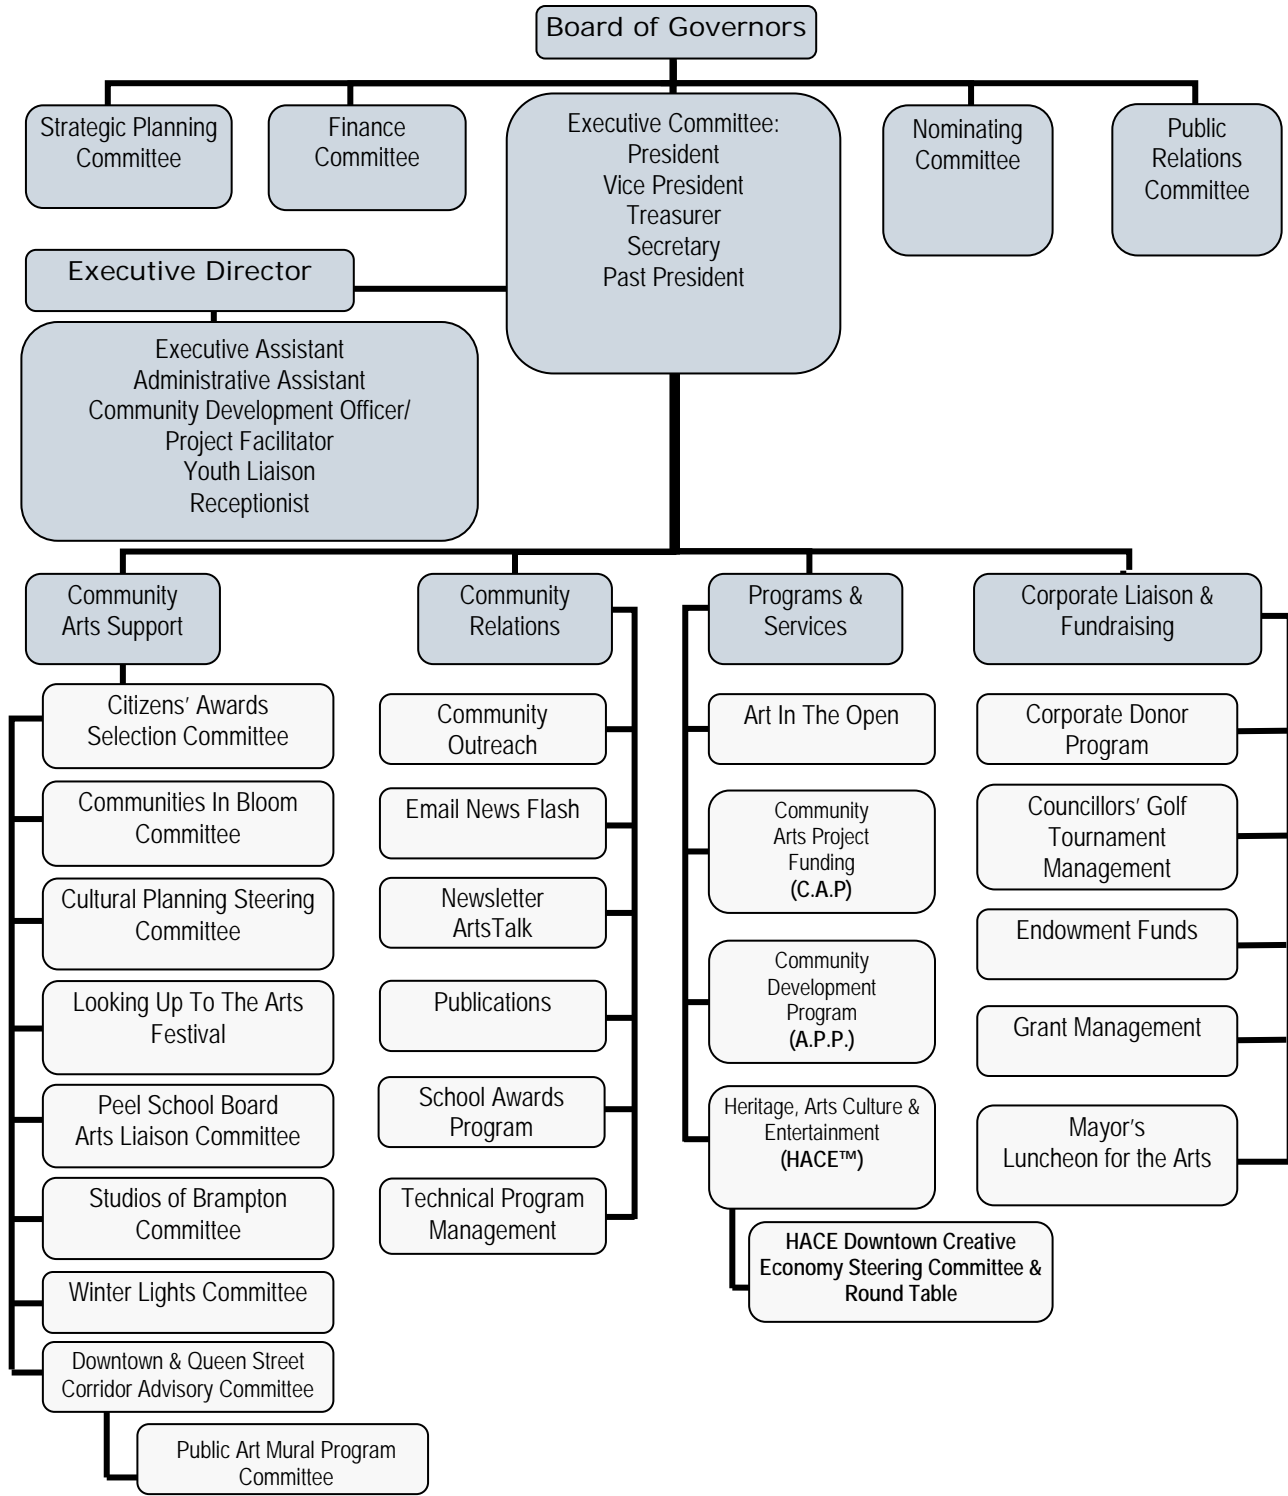 Board of Governors
Strategic Planning
Committee
Finance
Committee
Executive Committee:
President
Vice President
Treasurer
Secretary
Past President
Nominating
Committee
Public
Relations
Committee
Executive Director
Executive Assistant
Administrative Assistant
Community Development Officer/
Project Facilitator
Youth Liaison
Receptionist
Community
Arts Support
Citizens’ Awards
Selection Committee
Communities In Bloom
Committee
Cultural Planning Steering
Committee
Looking Up To The Arts
Festival
Peel School Board
Arts Liaison Committee
Studios of Brampton
Committee
Winter Lights Committee
Downtown & Queen Street
Corridor Advisory Committee
Public Art Mural Program
Committee
Community
Relations
Community
Outreach
Email News Flash
Newsletter
ArtsTalk
Publications
School Awards
Program
Technical Program
Management
Programs &
Services
Art In The Open
Community
Arts Project
Funding
(C.A.P)
Community
Development
Program
(A.P.P.)
Heritage, Arts Culture &
Entertainment
(HACE™)
HACE Downtown Creative
Economy Steering Committee &
Round Table
Corporate Liaison &
Fundraising
Corporate Donor
Program
Councillors’ Golf
Tournament
Management
Endowment Funds
Grant Management
Mayor’s
Luncheon for the Arts